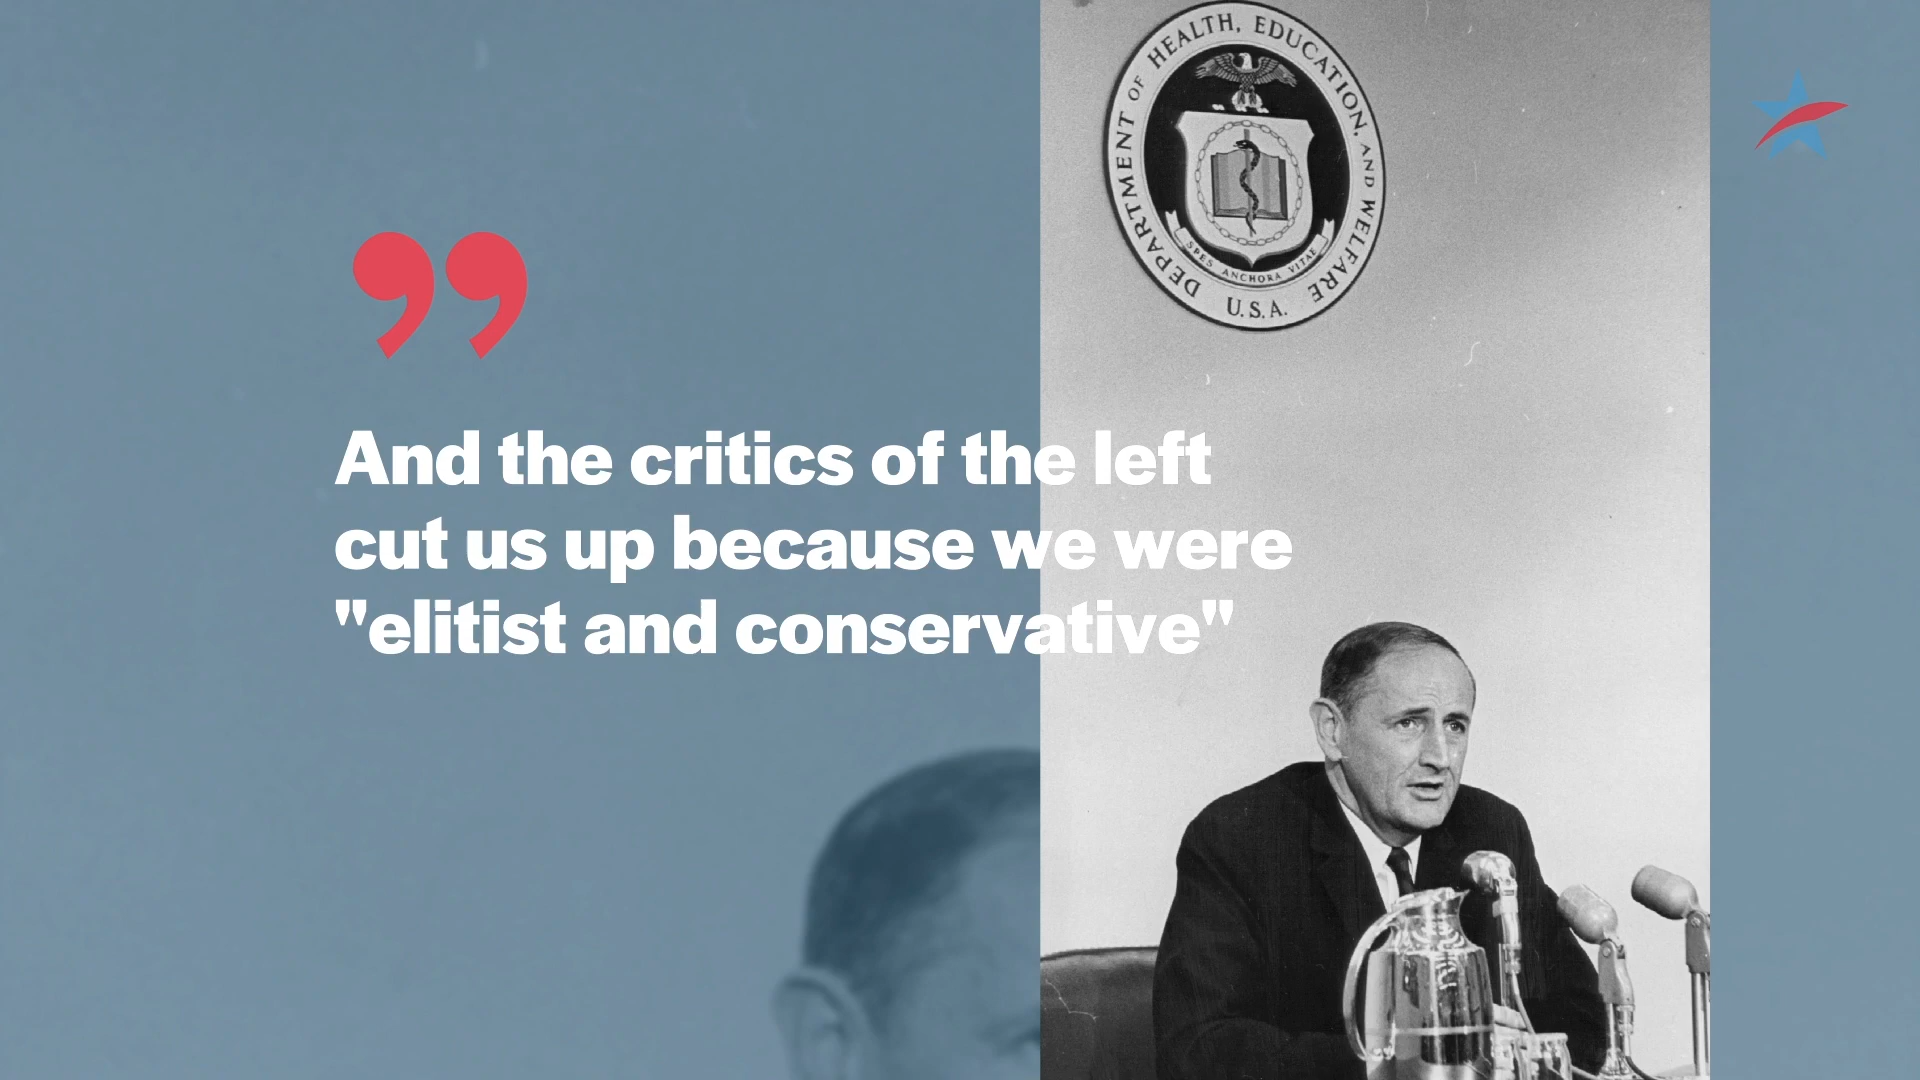 ”
And the critics of the left
cut us up because we were
"elitist and conservative"
DEPARTMENT OF HEALTH, EDUCATION, AND WELFARE
SPES ANCHORA VITAE
U.S.A.